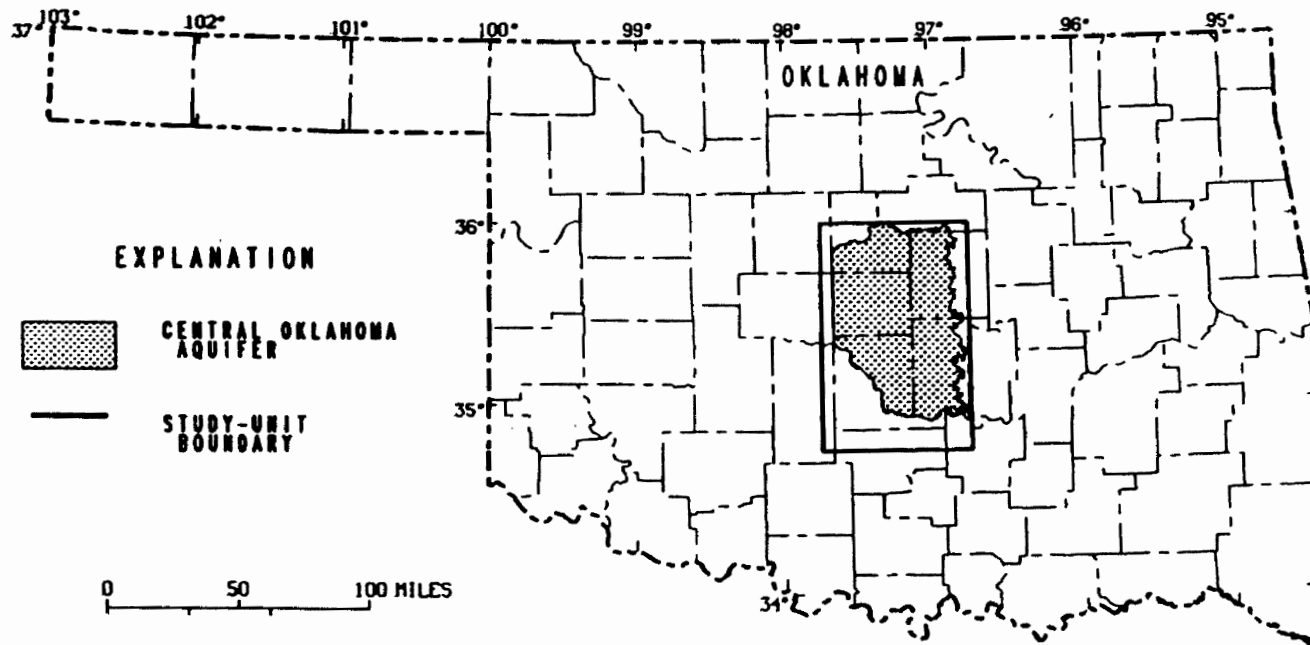 37° 103° 102° 101° 100° 99° 98° 97° 96° 95°
OKLAHOMA
36°
EXPLANATION
CENTRAL OKLAHOMA
AQUIFER
35°
STUDY-UNIT
BOUNDARY
0 50 100 MILES
34°